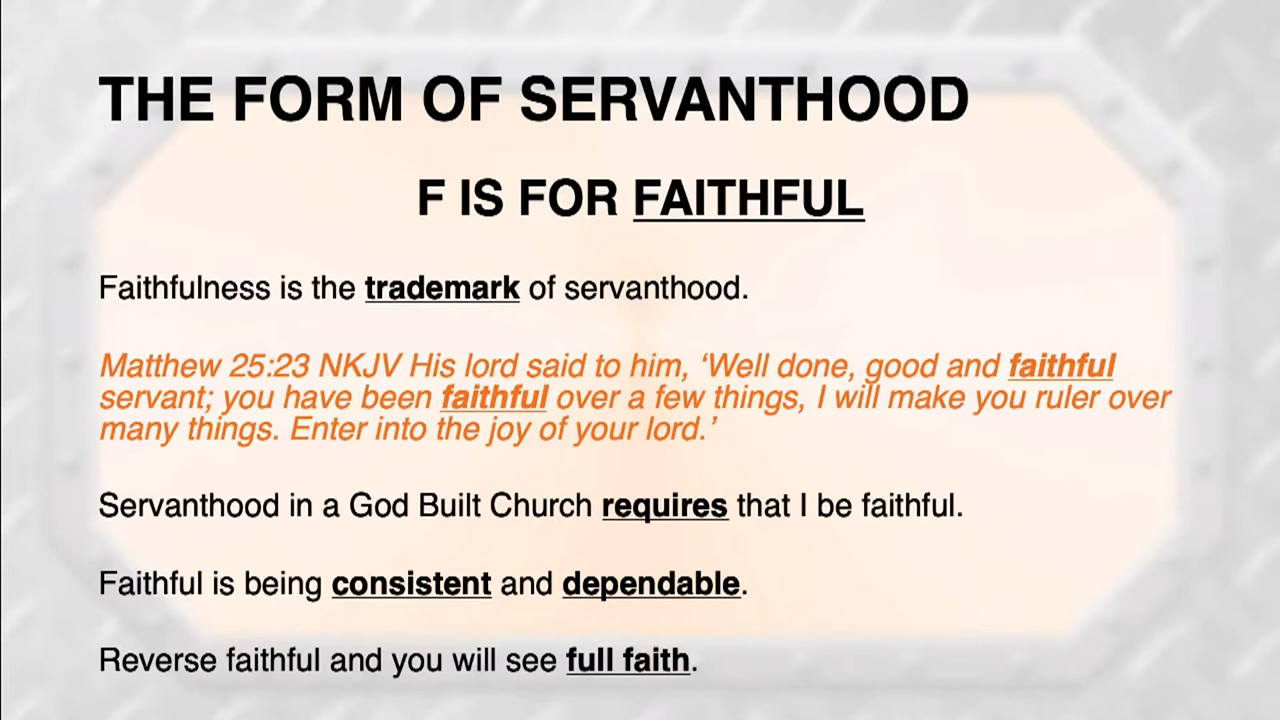 THE FORM OF SERVANTHOOD
F IS FOR FAITHFUL
Faithfulness is the trademark of servanthood.
Matthew 25:23 NKJV His lord said to him, ‘Well done, good and faithful
servant; you have been faithful over a few things, I will make you ruler over
many things. Enter into the joy of your lord.’
Servanthood in a God Built Church requires that I be faithful.
Faithful is being consistent and dependable.
Reverse faithful and you will see full faith.